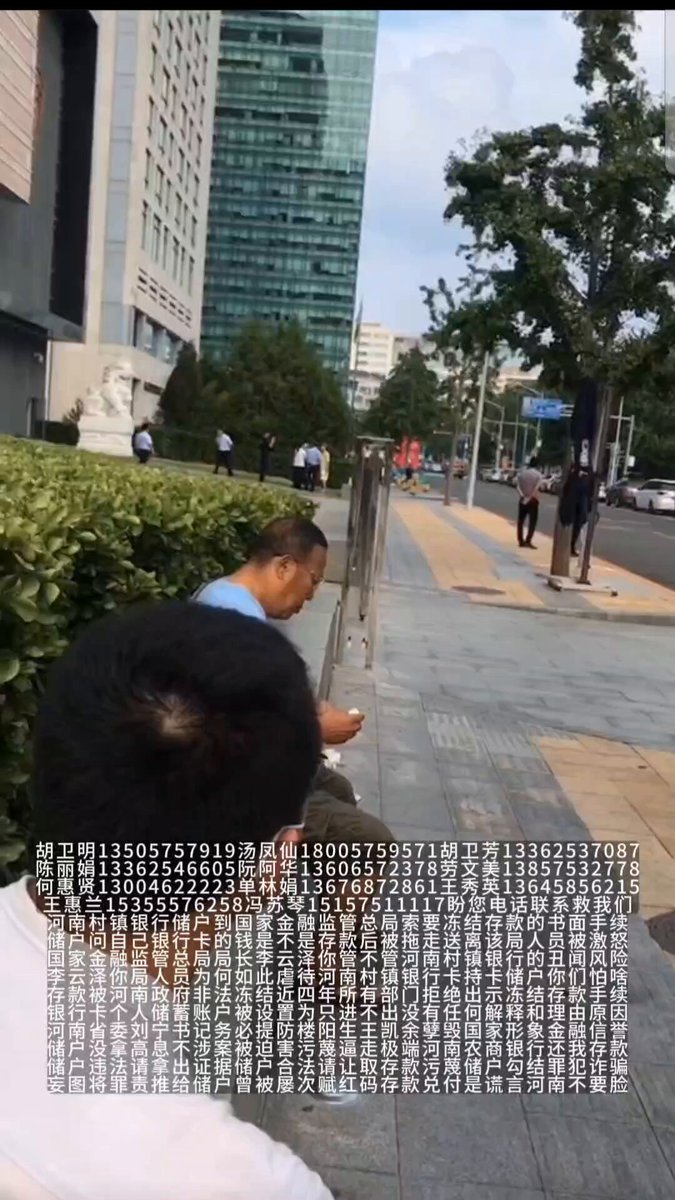 胡卫明13505757919汤凤仙18005759571胡卫芳13362537087
陈丽娟13362546605阮阿华13606572378劳文美13857532778
何惠贤13004622223单林娟13676872861王秀英13645856215
王惠兰15355576258冯苏琴15157511117盼您电话联系救我们
河南村镇银行储户到国家金融监管总局索要冻结存款的书面手续
储户问自己银行卡的钱是不是存款后被拖走送离该局人员被激怒
国家金融监管总局局长李云泽你管不管河南村镇银行的丑闻风险
李云泽你局人员为何如此虐待河南村镇银行卡持卡储户你们怕啥
存款被河南政府非法冻结近四年所有部门拒绝出示冻结存款手续
银行卡个人储蓄账户被设置为只进不出没有任何解释和理由原因
河南省委刘宁书记务必提防楼阳生王凯余孽毁国家形象金融信誉
储户没拿高息不涉案被迫害污蔑逼走极端河南农商银行还我存款
储户违法请拿出证据储户合法请让取存款污蔑储户勾结罪犯诈骗
妄图将罪责推给储户曾被屡次赋红码存款兑付是谎言河南不要脸